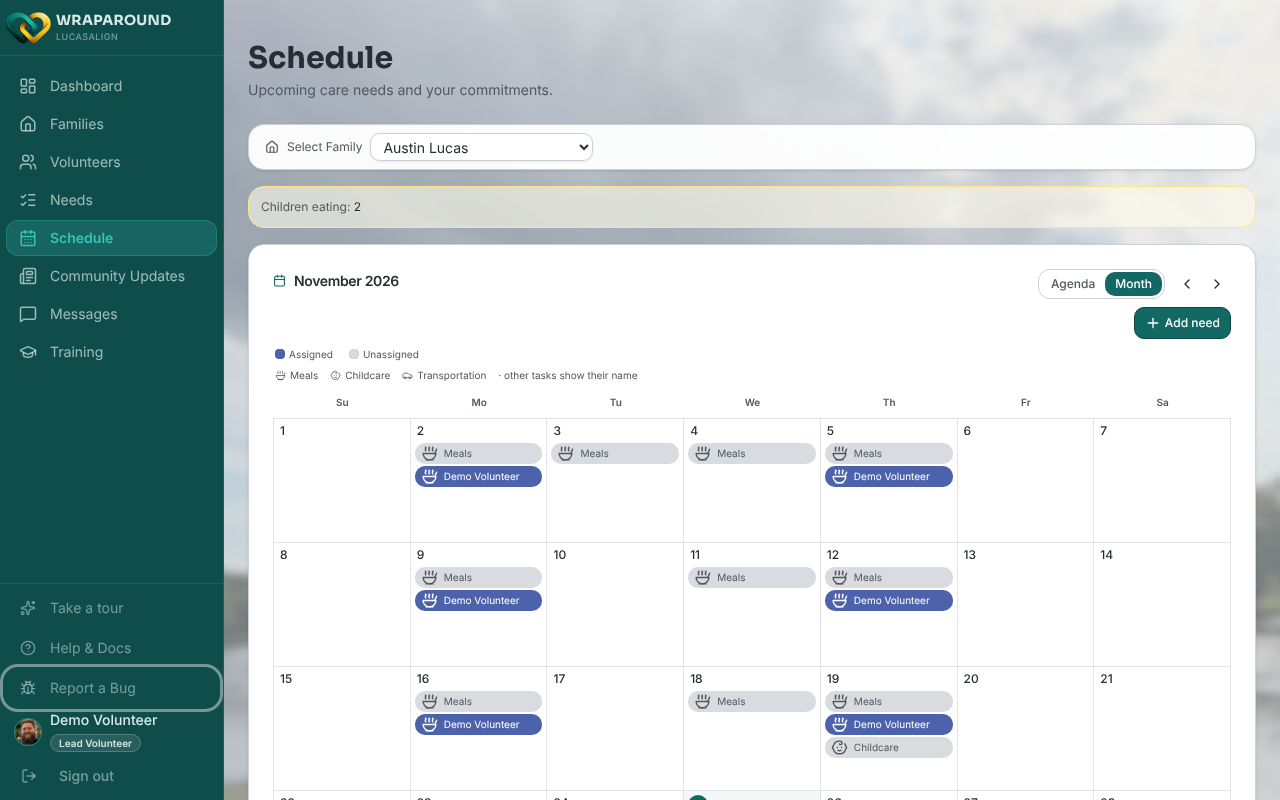 WRAPAROUND
LUCASALIGN
Dashboard
Families
Volunteers
Needs
Schedule
Community Updates
Messages
Training
Take a tour
Help & Docs
Report a Bug
Demo Volunteer
Lead Volunteer
Sign out
Schedule
Upcoming care needs and your commitments.
Select Family Austin Lucas
Children eating: 2
November 2026
Agenda Month
+ Add need
Assigned Unassigned
Meals Childcare Transportation · other tasks show their name
Su Mo Tu We Th Fr Sa
1 2 3 4 5 6 7
Meals Meals Meals Meals
Demo Volunteer Demo Volunteer
8 9 10 11 12 13 14
Meals Meals Meals
Demo Volunteer Demo Volunteer
15 16 17 18 19 20 21
Meals Meals Meals
Demo Volunteer Demo Volunteer
Childcare